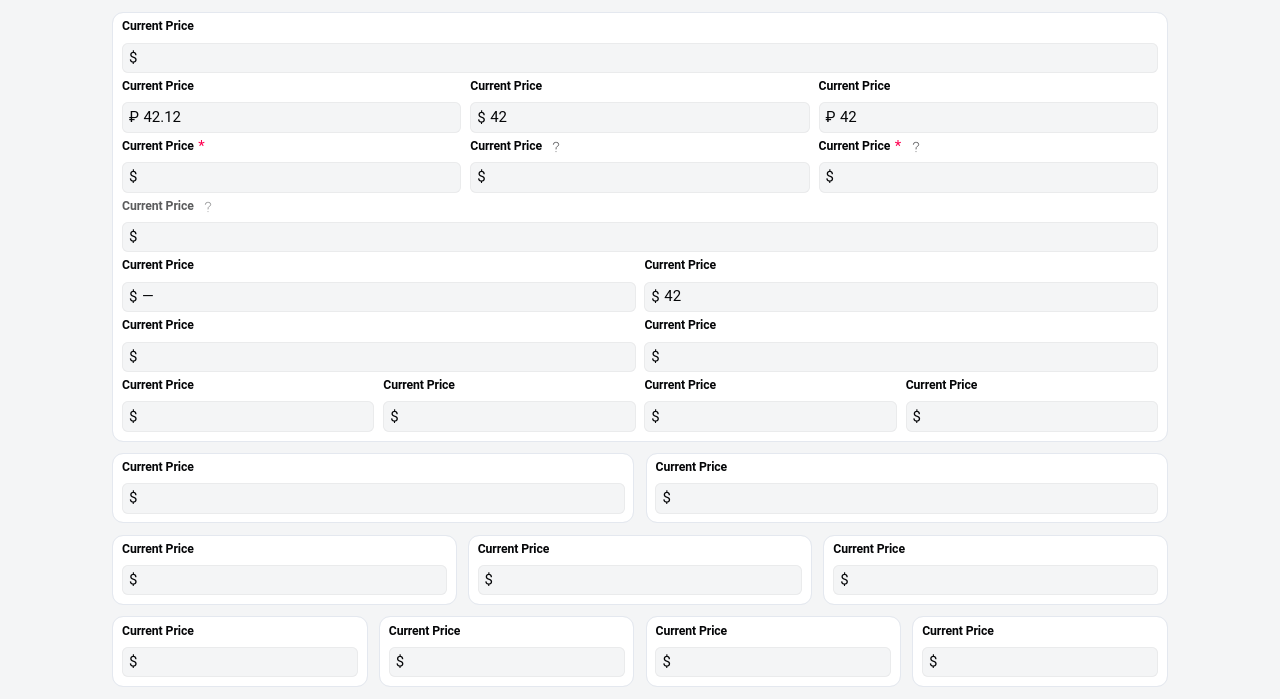 Current Price
$
Current Price Current Price Current Price
₽ 42.12 $ 42 ₽ 42
Current Price * Current Price ? Current Price * ?
$ $ $
Current Price ?
$
Current Price Current Price
$ — $ 42
Current Price Current Price
$ $
Current Price Current Price Current Price Current Price
$ $ $ $
Current Price Current Price
$ $
Current Price Current Price Current Price
$ $ $
Current Price Current Price Current Price Current Price
$ $ $ $